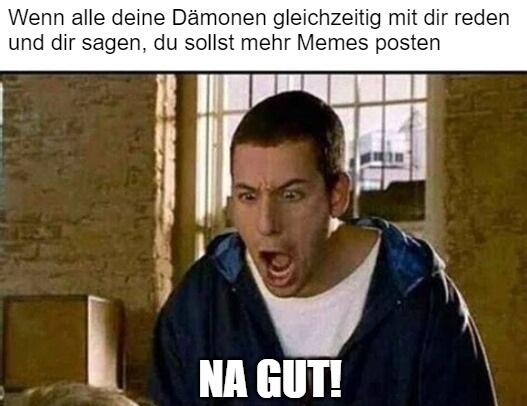 Wenn alle deine Dämonen gleichzeitig mit dir reden
und dir sagen, du sollst mehr Memes posten
NA GUT!